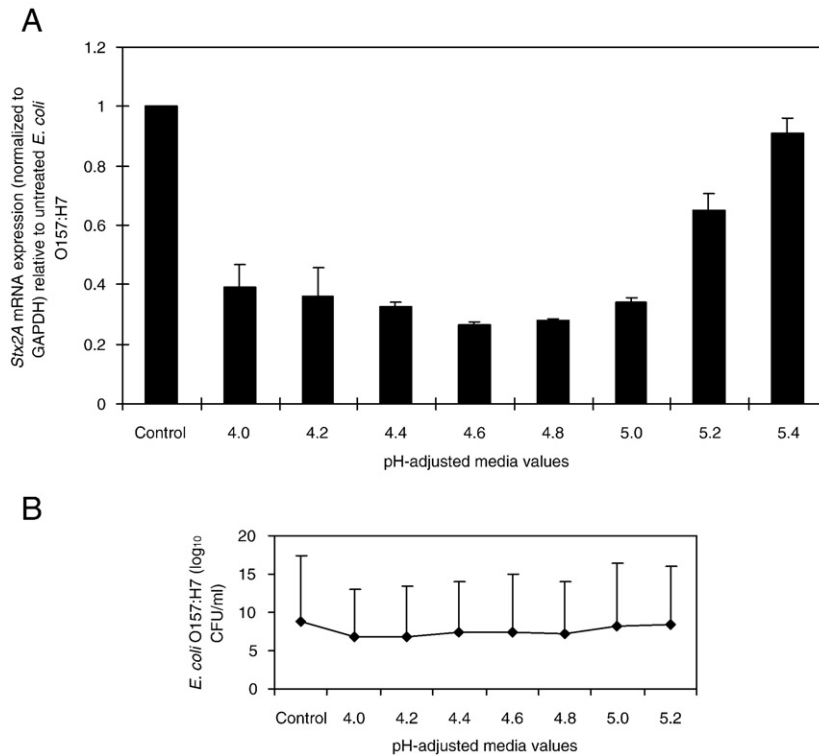 A
Stx2A mRNA expression (normalized to
GAPDH) relative to untreated E. coli
O157:H7
1.2
1
0.8
0.6
0.4
0.2
0
Control 4.0 4.2 4.4 4.6 4.8 5.0 5.2 5.4
pH-adjusted media values
B
E. coli O157:H7 (log₁₀
CFU/ml)
20
15
10
5
0
Control 4.0 4.2 4.4 4.6 4.8 5.0 5.2
pH-adjusted media values